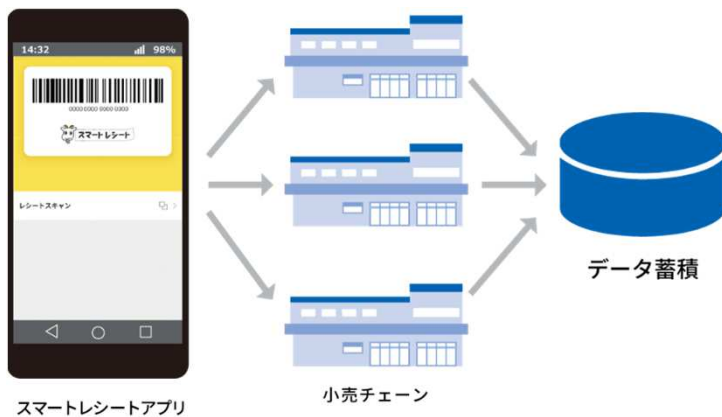 14:32
98%
0000 0000 0000 0000
スマートレシート
レシートスキャン
スマートレシートアプリ
小売チェーン
データ蓄積